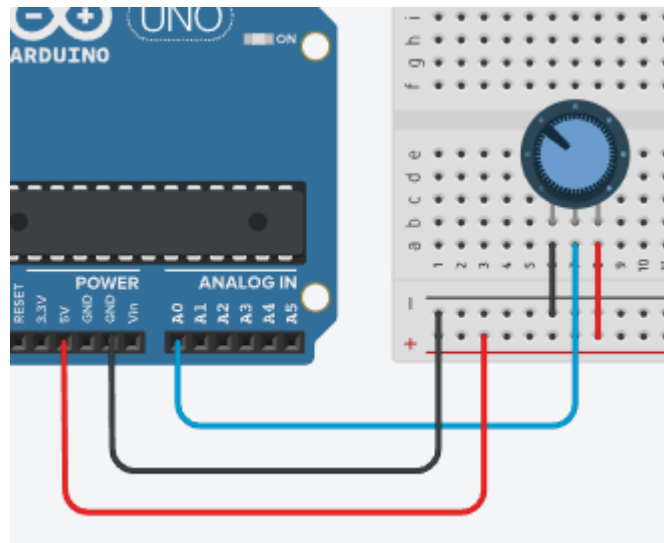 UNO
ON
ARDUINO
POWER
ANALOG IN
RESET
3.3V
5V
GND
GND
Vin
A0
A1
A2
A3
A4
A5
i
h
g
f
e
d
c
b
a
1 2 3 4 5 6 7 8 9 10
-
+